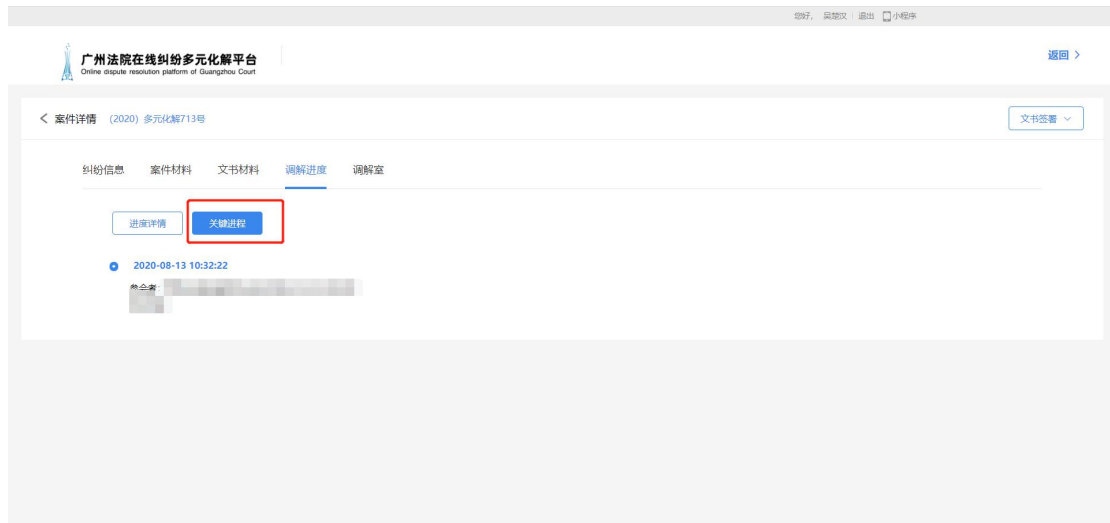 您好, 吴楚汉 退出 小程序
广州法院在线纠纷多元化解平台
Online dispute resolution platform of Guangzhou Court
返回 >
< 案件详情 (2020) 多元化解713号
文书签署
纠纷信息 案件材料 文书材料 调解进度 调解室
进度详情 关键进程
2020-08-13 10:32:22
参会者: